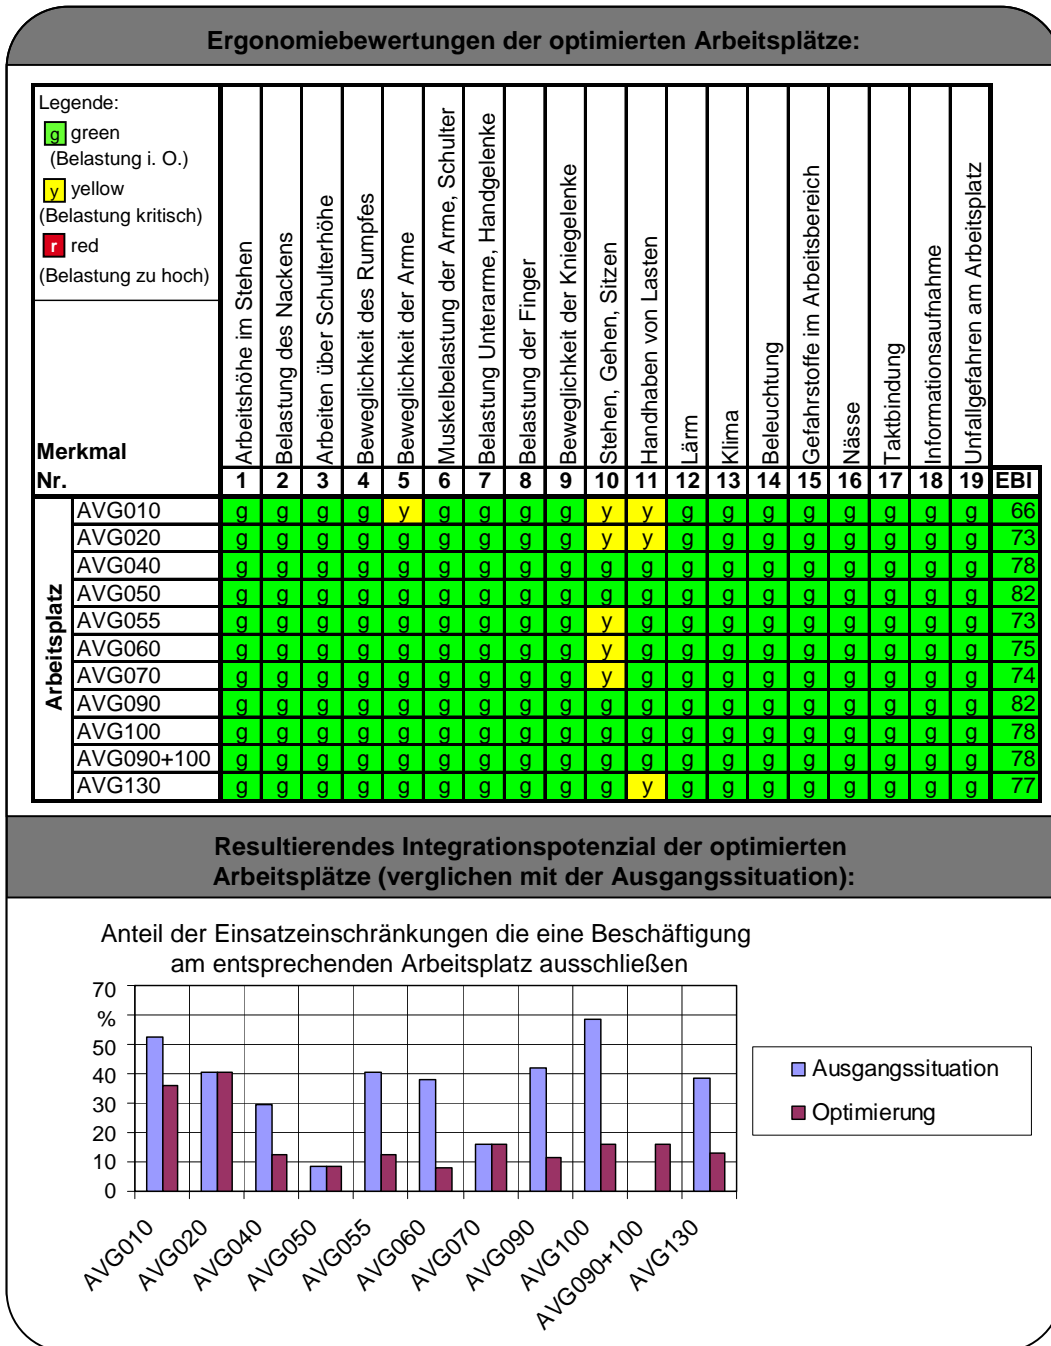 Ergonomiebewertungen der optimierten Arbeitsplätze:
Legende:
g green
(Belastung i. O.)
y yellow
(Belastung kritisch)
r red
(Belastung zu hoch)
Merkmal
Nr.
Arbeitshöhe im Stehen
Belastung des Nackens
Arbeiten über Schulterhöhe
Beweglichkeit des Rumpfes
Beweglichkeit der Arme
Muskelbelastung der Arme, Schulter
Belastung Unterarme, Handgelenke
Belastung der Finger
Beweglichkeit der Kniegelenke
Stehen, Gehen, Sitzen
Handhaben von Lasten
Lärm
Klima
Beleuchtung
Gefahrstoffe im Arbeitsbereich
Nässe
Taktbindung
Informationsaufnahme
Unfallgefahren am Arbeitsplatz
1 2 3 4 5 6 7 8 9 10 11 12 13 14 15 16 17 18 19 EBI
Arbeitsplatz
AVG010 g g g g y g g g g y y g g g g g g g g 66
AVG020 g g g g g g g g g y y g g g g g g g g 73
AVG040 g g g g g g g g g g g g g g g g g g g 78
AVG050 g g g g g g g g g g g g g g g g g g g 82
AVG055 g g g g g g g g g y g g g g g g g g g 73
AVG060 g g g g g g g g g y g g g g g g g g g 75
AVG070 g g g g g g g g g y g g g g g g g g g 74
AVG090 g g g g g g g g g g g g g g g g g g g 82
AVG100 g g g g g g g g g g g g g g g g g g g 78
AVG090+100 g g g g g g g g g g g g g g g g g g g 78
AVG130 g g g g g g g g g g y g g g g g g g g 77
Resultierendes Integrationspotenzial der optimierten
Arbeitsplätze (verglichen mit der Ausgangssituation):
Anteil der Einsatzeinschränkungen die eine Beschäftigung
am entsprechenden Arbeitsplatz ausschließen
70
%
50
40
30
20
10
0
AVG010
AVG020
AVG040
AVG050
AVG055
AVG060
AVG070
AVG090
AVG100
AVG090+100
AVG130
Ausgangssituation
Optimierung